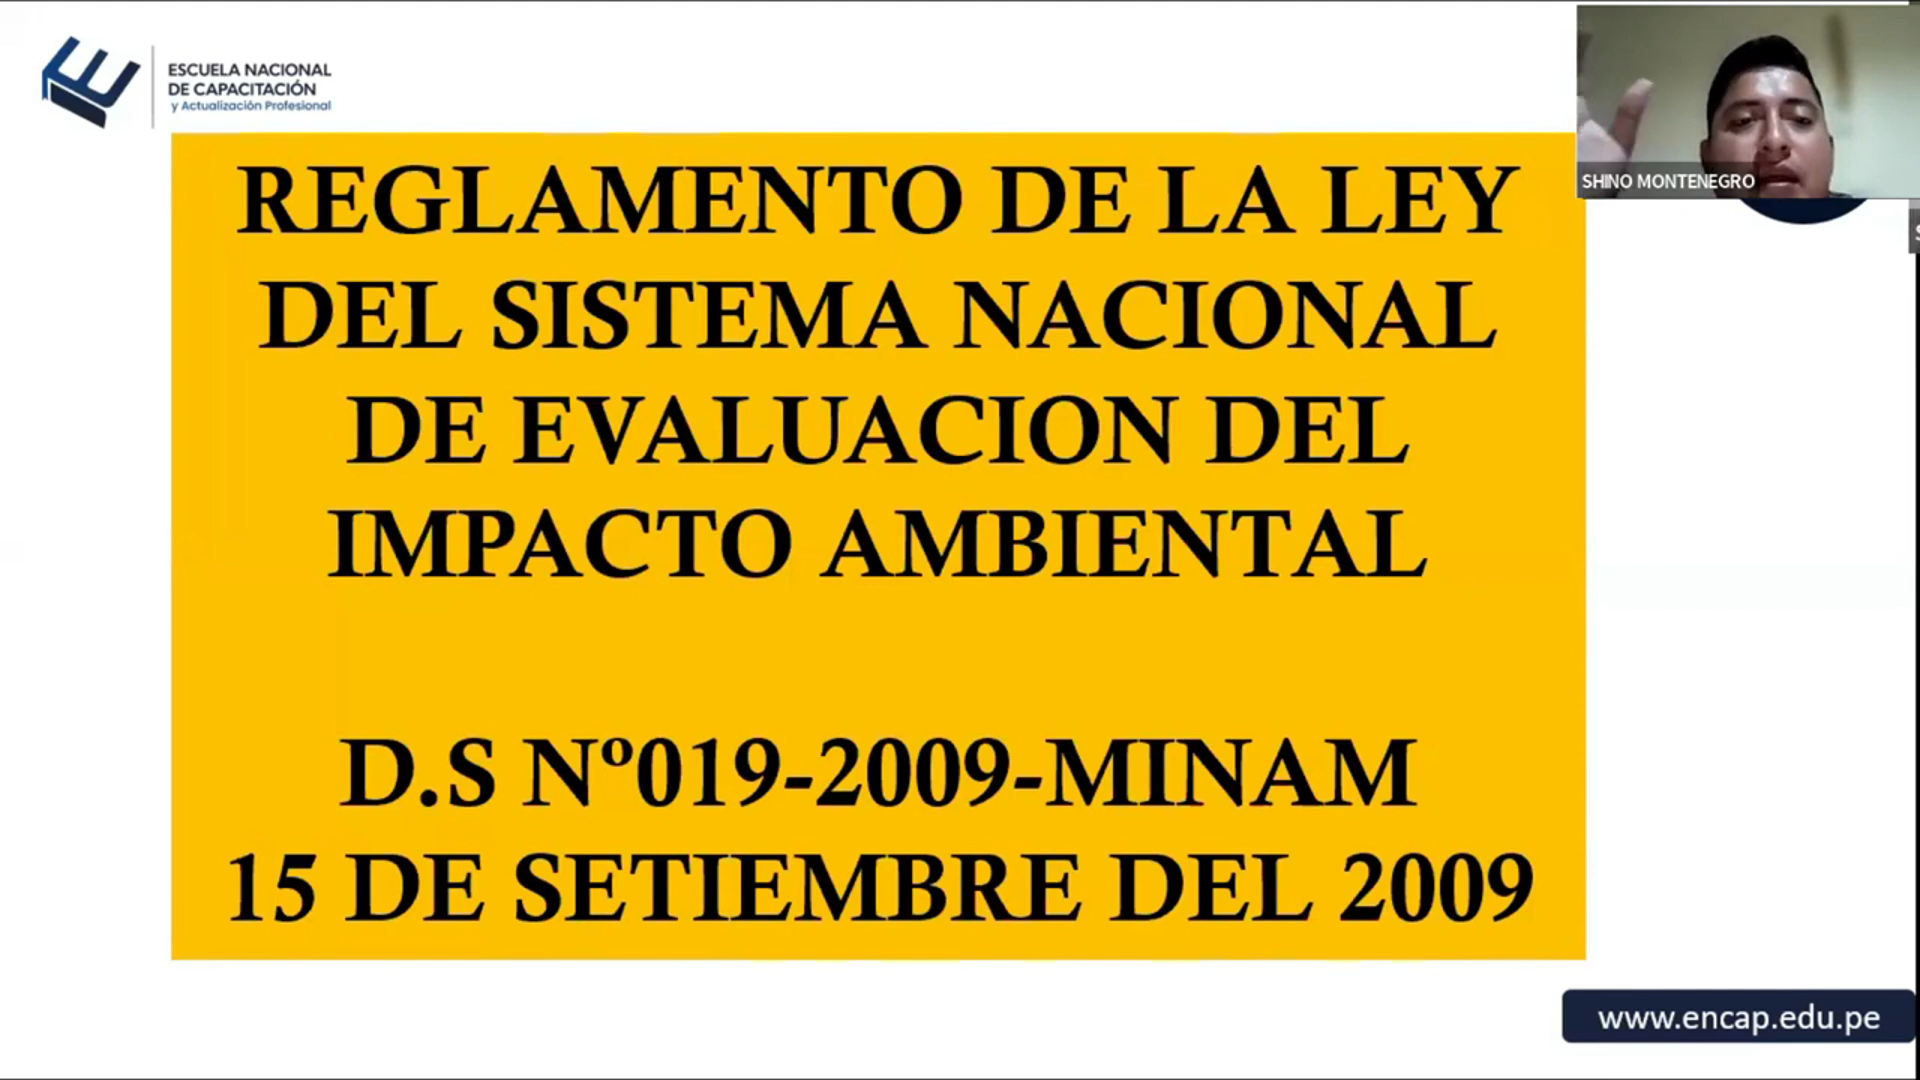 ESCUELA NACIONAL
DE CAPACITACIÓN
y Actualización Profesional
SHINO MONTENEGRO
REGLAMENTO DE LA LEY
DEL SISTEMA NACIONAL
DE EVALUACION DEL
IMPACTO AMBIENTAL
D.S Nº019-2009-MINAM
15 DE SETIEMBRE DEL 2009
www.encap.edu.pe